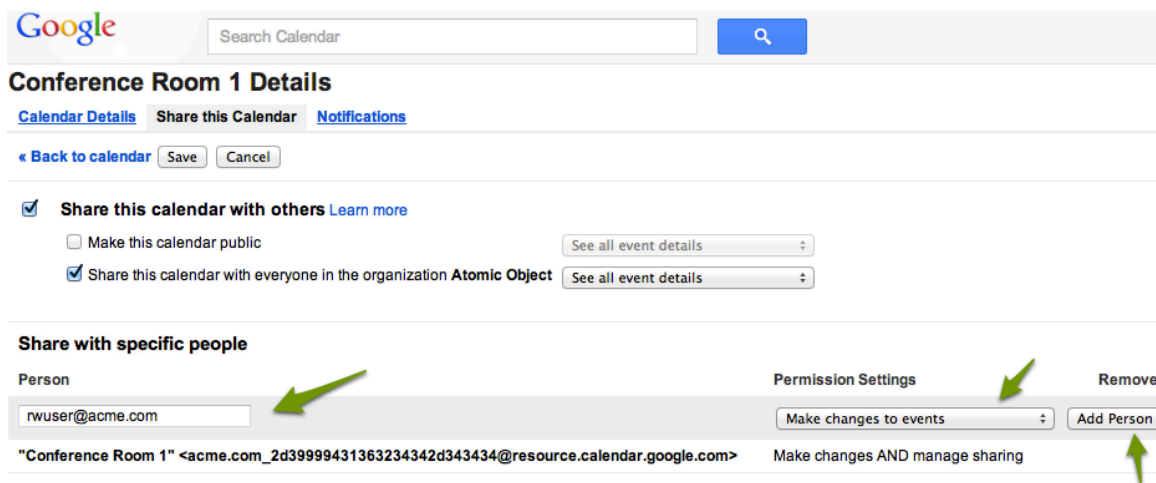 Google
Search Calendar
Conference Room 1 Details
Calendar Details Share this Calendar Notifications
« Back to calendar Save Cancel
Share this calendar with others Learn more
Make this calendar public See all event details
Share this calendar with everyone in the organization Atomic Object See all event details
Share with specific people
Person Permission Settings Remove
rwuser@acme.com Make changes to events Add Person
"Conference Room 1" <acme.com_2d39999431363234342d343434@resource.calendar.google.com> Make changes AND manage sharing